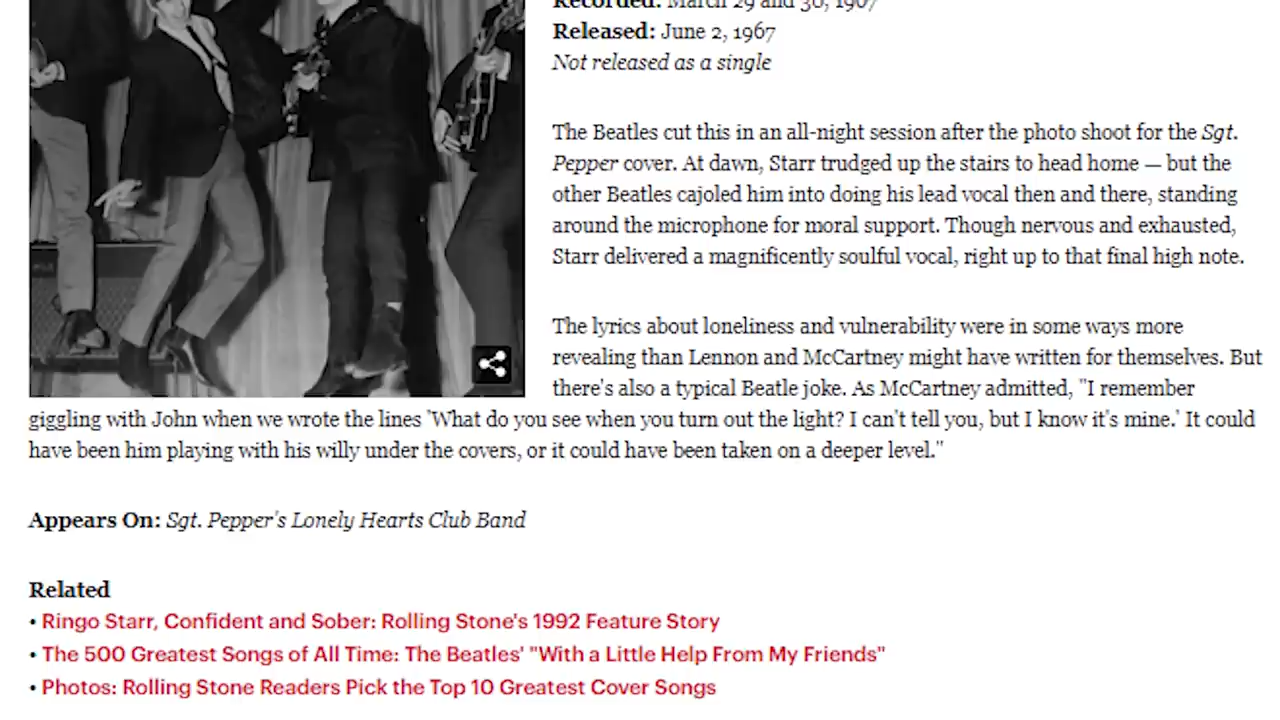 Recorded: March 29 and 30, 1967
Released: June 2, 1967
Not released as a single
The Beatles cut this in an all-night session after the photo shoot for the Sgt.
Pepper cover. At dawn, Starr trudged up the stairs to head home — but the
other Beatles cajoled him into doing his lead vocal then and there, standing
around the microphone for moral support. Though nervous and exhausted,
Starr delivered a magnificently soulful vocal, right up to that final high note.
The lyrics about loneliness and vulnerability were in some ways more
revealing than Lennon and McCartney might have written for themselves. But
there's also a typical Beatle joke. As McCartney admitted, "I remember
giggling with John when we wrote the lines 'What do you see when you turn out the light? I can't tell you, but I know it's mine.' It could
have been him playing with his willy under the covers, or it could have been taken on a deeper level."
Appears On: Sgt. Pepper's Lonely Hearts Club Band
Related
• Ringo Starr, Confident and Sober: Rolling Stone's 1992 Feature Story
• The 500 Greatest Songs of All Time: The Beatles' "With a Little Help From My Friends"
• Photos: Rolling Stone Readers Pick the Top 10 Greatest Cover Songs